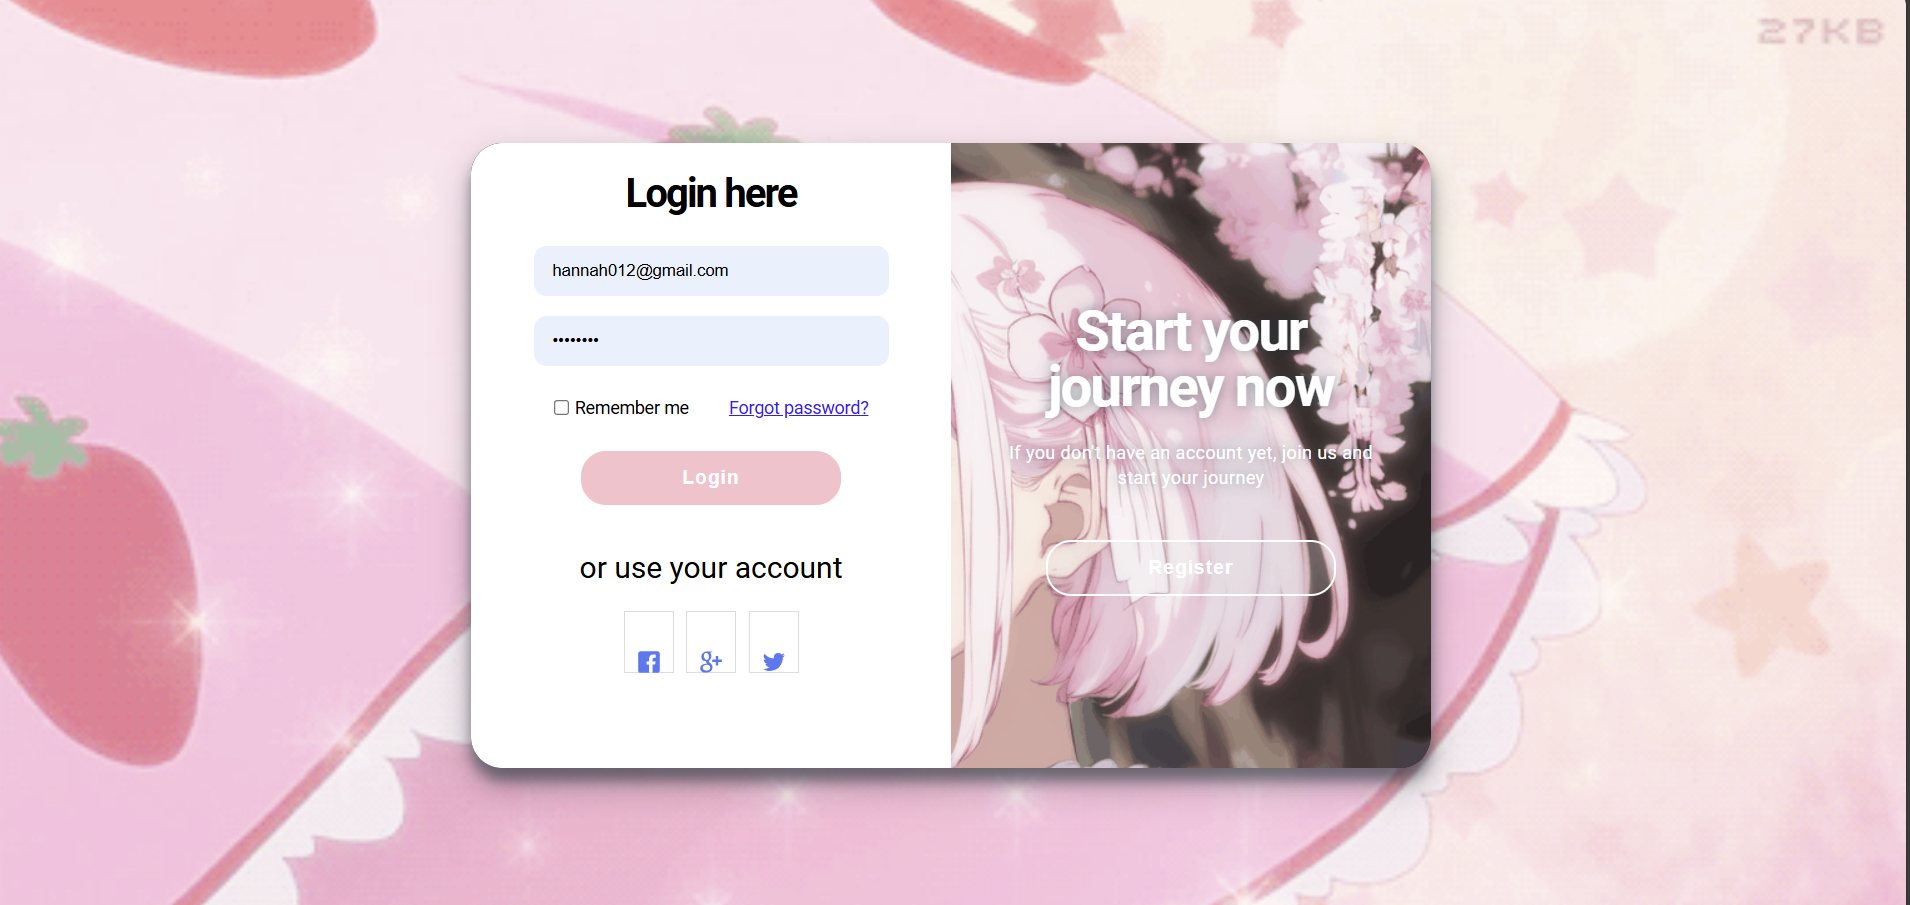 27KB
Login here
hannah012@gmail.com
••••••••
Remember me
Forgot password?
Login
or use your account
Start your
journey now
If you don't have an account yet, join us and
start your journey
Register